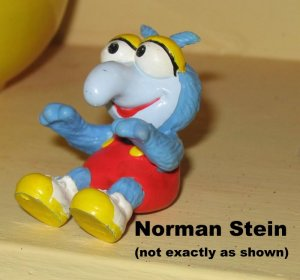 Norman Stein
(not exactly as shown)